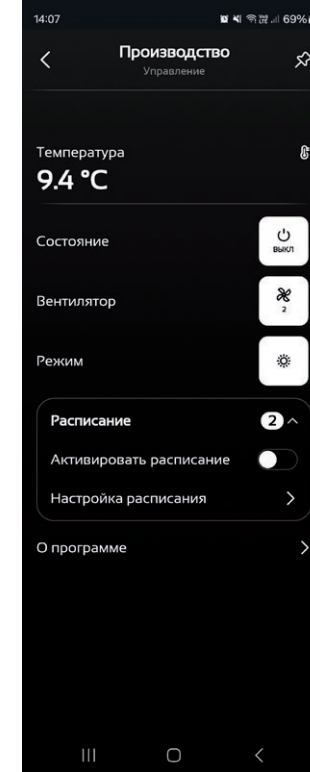 14:07 69%
Производство
Управление
Температура
9.4 °C
Состояние
ВЫКЛ
Вентилятор
2
Режим
Расписание 2
Активировать расписание
Настройка расписания
О программе